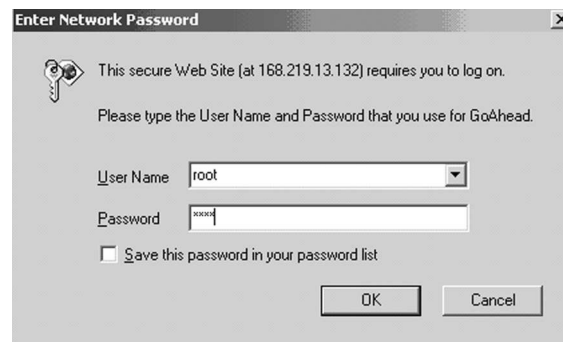 Enter Network Password
This secure Web Site (at 168.219.13.132) requires you to log on.
Please type the User Name and Password that you use for GoAhead.
User Name root
Password xxxx
Save this password in your password list
OK Cancel